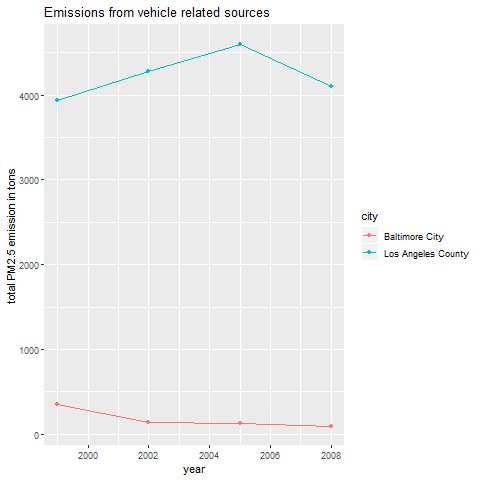 Emissions from vehicle related sources
total PM2.5 emission in tons
4000
3000
2000
1000
0
2000 2002 2004 2006 2008
year
city
Baltimore City
Los Angeles County